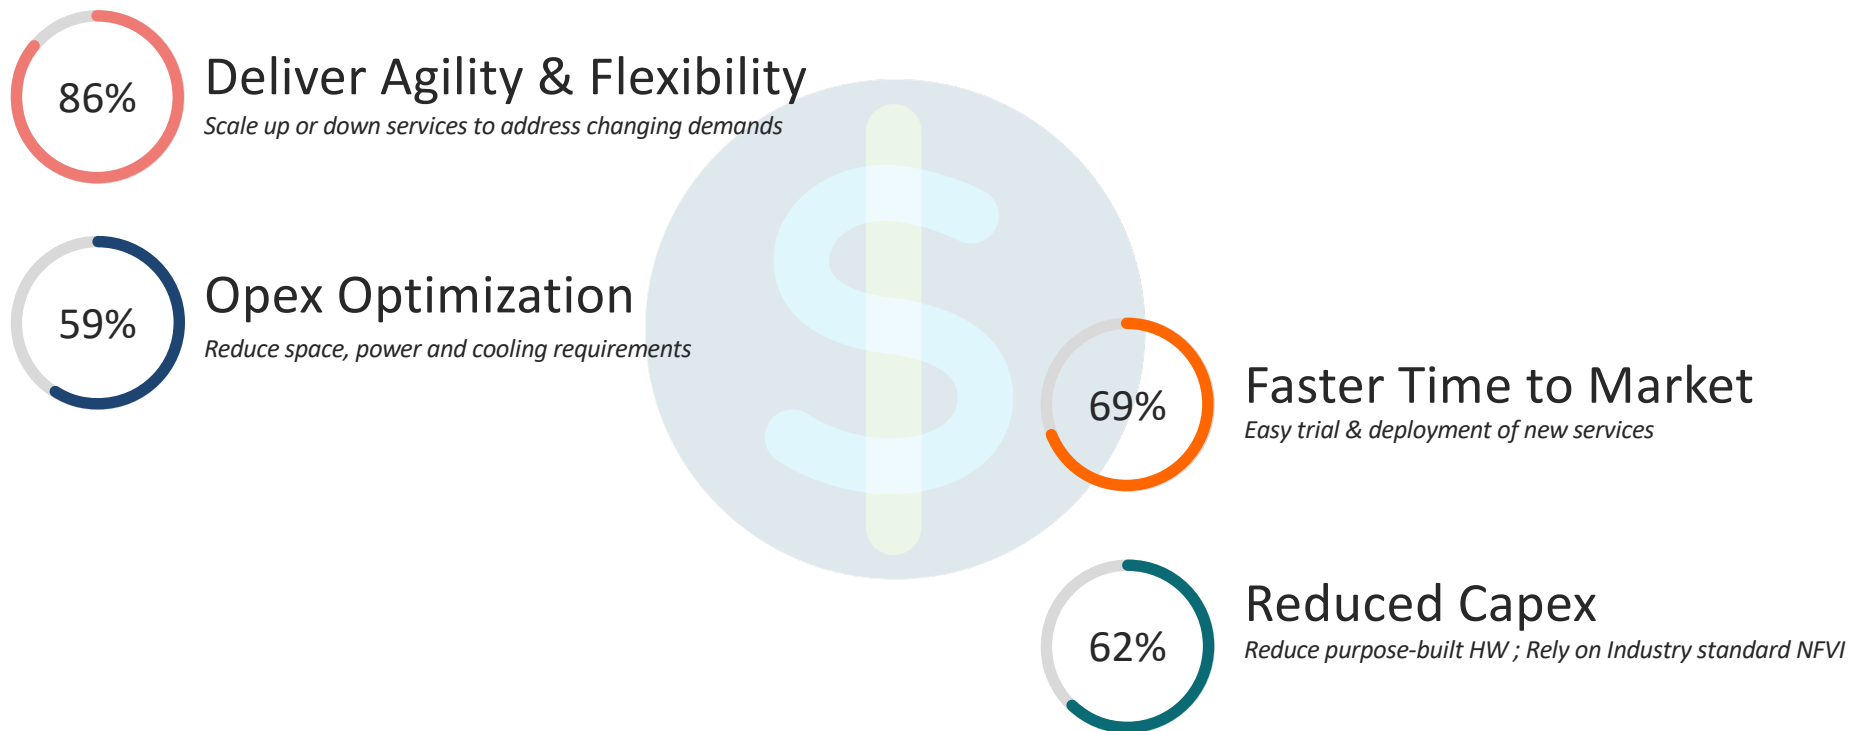 86%
Deliver Agility & Flexibility
Scale up or down services to address changing demands
59%
Opex Optimization
Reduce space, power and cooling requirements
69%
Faster Time to Market
Easy trial & deployment of new services
62%
Reduced Capex
Reduce purpose-built HW ; Rely on Industry standard NFVI